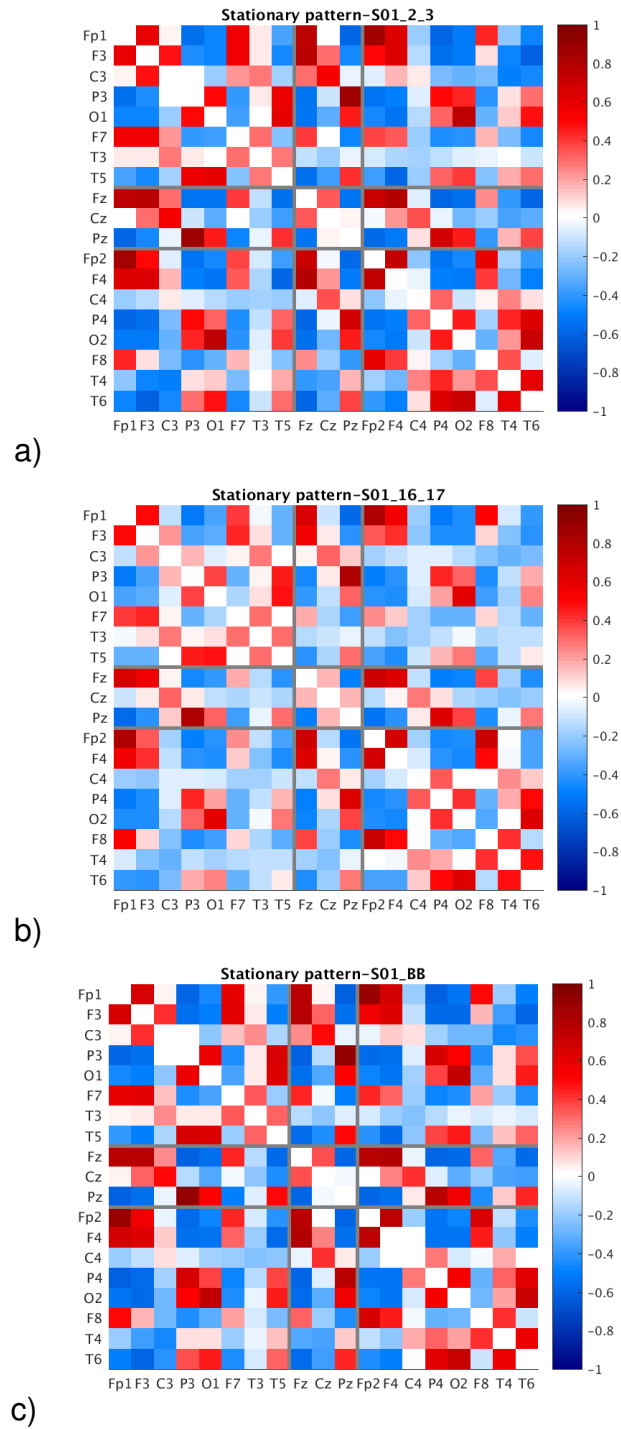 Stationary pattern-S01_2_3
Fp1
F3
C3
P3
O1
F7
T3
T5
Fz
Cz
Pz
Fp2
F4
C4
P4
O2
F8
T4
T6
Fp1 F3 C3 P3 O1 F7 T3 T5 Fz Cz Pz Fp2 F4 C4 P4 O2 F8 T4 T6
1
0.8
0.6
0.4
0.2
0
-0.2
-0.4
-0.6
-0.8
-1
a)
Stationary pattern-S01_16_17
Fp1
F3
C3
P3
O1
F7
T3
T5
Fz
Cz
Pz
Fp2
F4
C4
P4
O2
F8
T4
T6
Fp1 F3 C3 P3 O1 F7 T3 T5 Fz Cz Pz Fp2 F4 C4 P4 O2 F8 T4 T6
1
0.8
0.6
0.4
0.2
0
-0.2
-0.4
-0.6
-0.8
-1
b)
Stationary pattern-S01_BB
Fp1
F3
C3
P3
O1
F7
T3
T5
Fz
Cz
Pz
Fp2
F4
C4
P4
O2
F8
T4
T6
Fp1 F3 C3 P3 O1 F7 T3 T5 Fz Cz Pz Fp2 F4 C4 P4 O2 F8 T4 T6
1
0.8
0.6
0.4
0.2
0
-0.2
-0.4
-0.6
-0.8
-1
c)